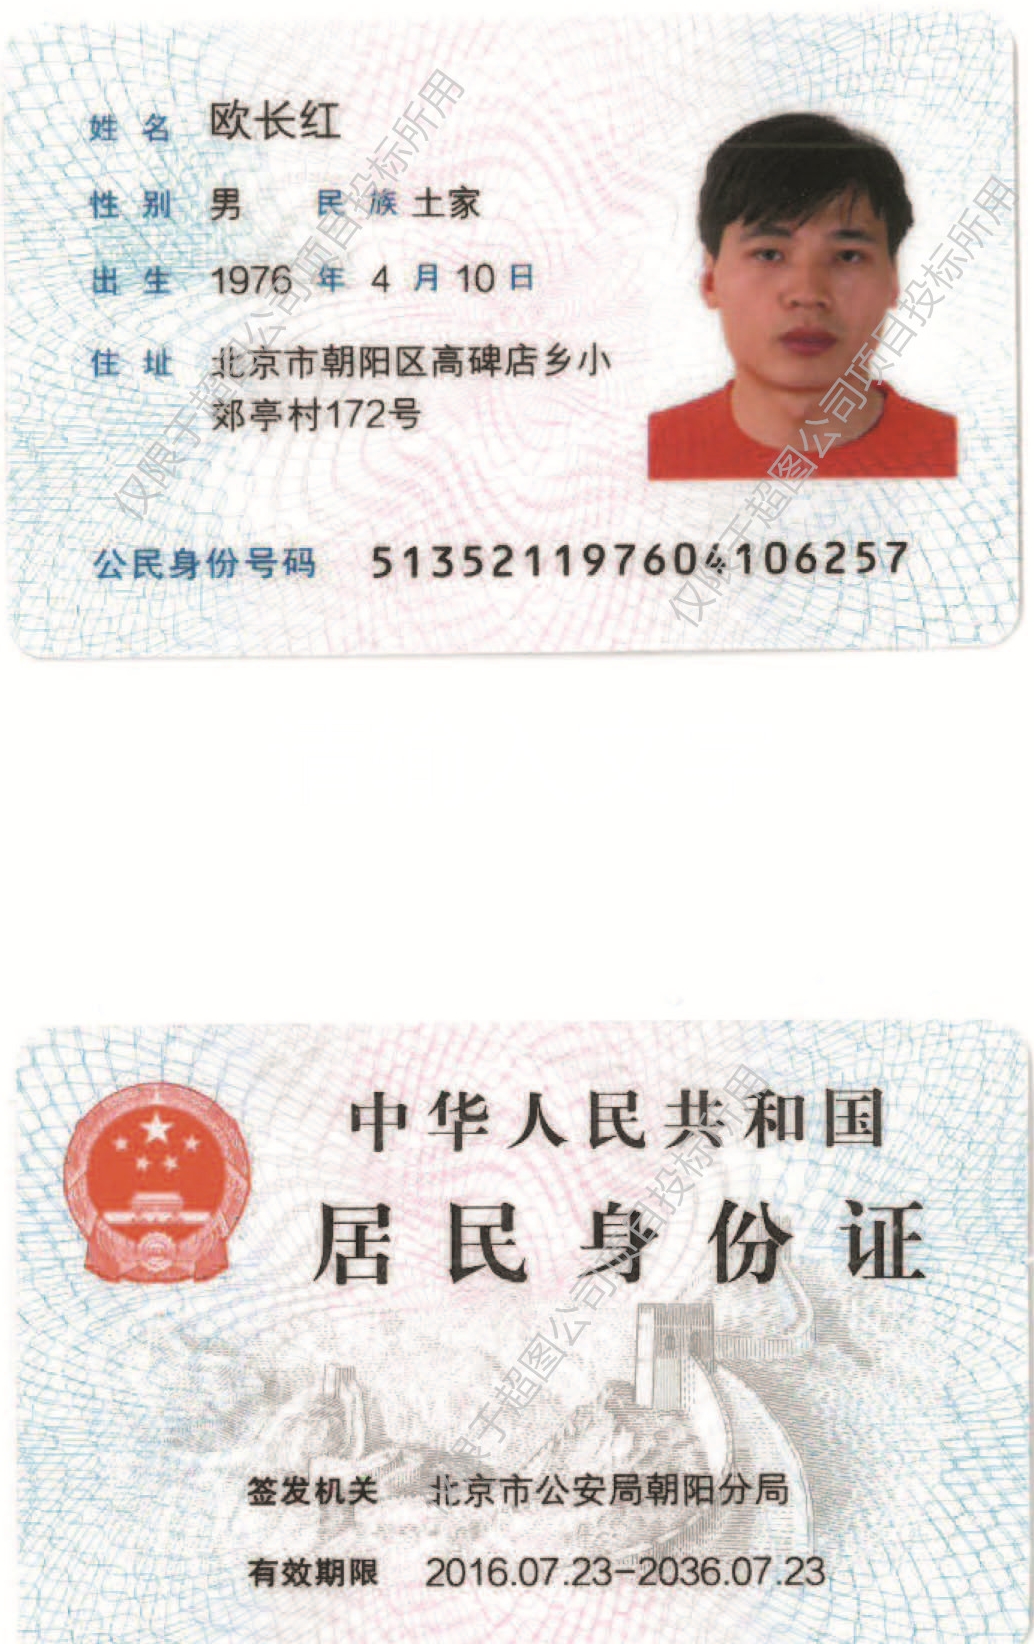 姓名 欧长红
性别 男 民族 土家
出生 1976 年 4 月 10 日
住址 北京市朝阳区高碑店乡小
郊亭村172号
公民身份号码 513521197604106257
仅限于超图公司项目投标所用
仅限于超图公司项目投标所用
中华人民共和国
居民身份证
签发机关 北京市公安局朝阳分局
有效期限 2016.07.23-2036.07.23
限于超图公司项目投标所用